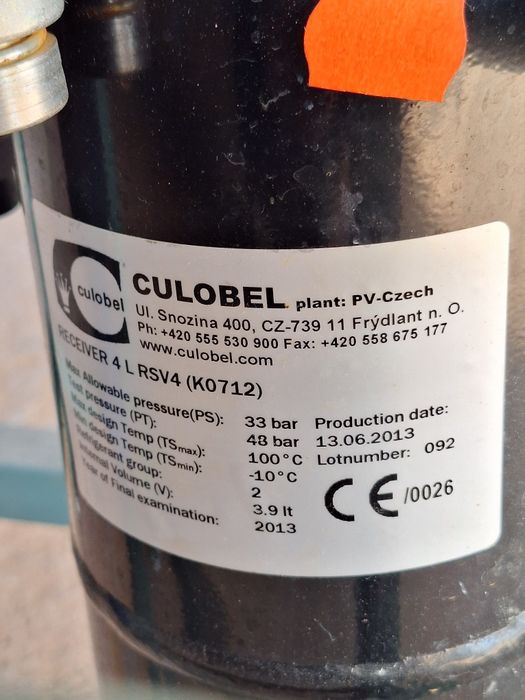 culobel
CULOBEL plant: PV-Czech
Ul. Snozina 400, CZ-739 11 Frýdlant n. O.
Ph: +420 555 530 900 Fax: +420 558 675 177
www.culobel.com
RECEIVER 4 L RSV4 (K0712)
Max Allowable pressure(PS): 33 bar
Test pressure (PT): 48 bar
Max design Temp (TSmax): 100°C
Min design Temp (TSmin): -10°C
Refrigerant group: 2
Internal Volume (V): 3.9 lt
Year of Final examination: 2013
Production date:
13.06.2013
Lotnumber: 092
CE/0026